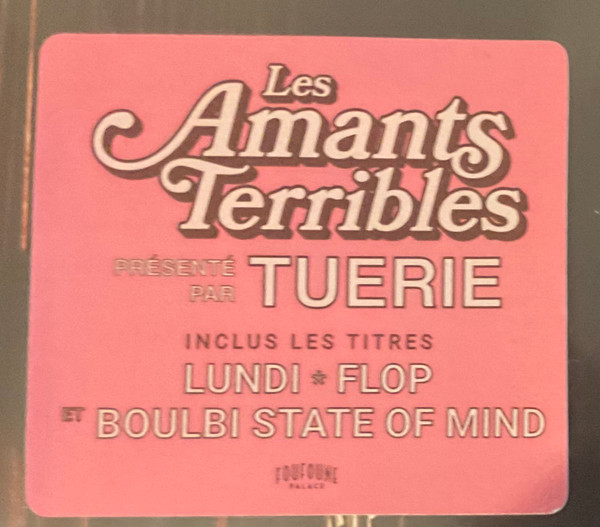 Les
Amants
Terribles
PRÉSENTÉ
PAR
TUERIE
INCLUS LES TITRES
LUNDI * FLOP
ET BOULBI STATE OF MIND
FOUFOUNE
PALACE